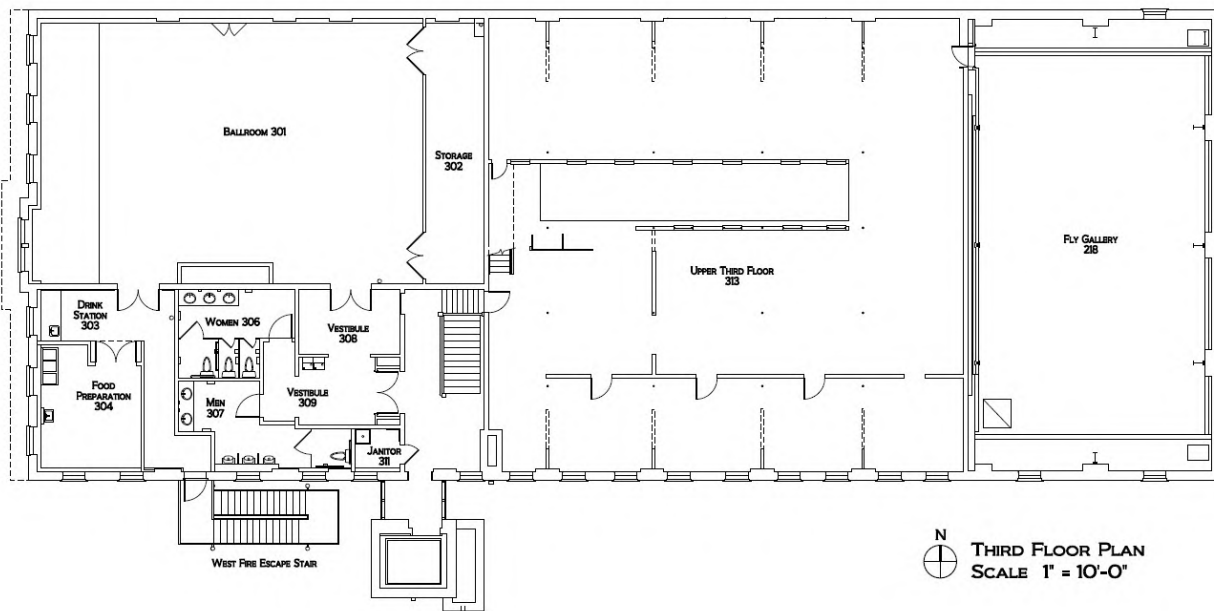 BALLROOM 301
STORAGE
302
FLY GALLERY
218
UPPER THIRD FLOOR
313
DRINK
STATION
303
WOMEN 306
VESTIBULE
308
FOOD
PREPARATION
304
MEN
307
VESTIBULE
309
JANITOR
311
WEST FIRE ESCAPE STAIR
N
THIRD FLOOR PLAN
SCALE 1" = 10'-0"